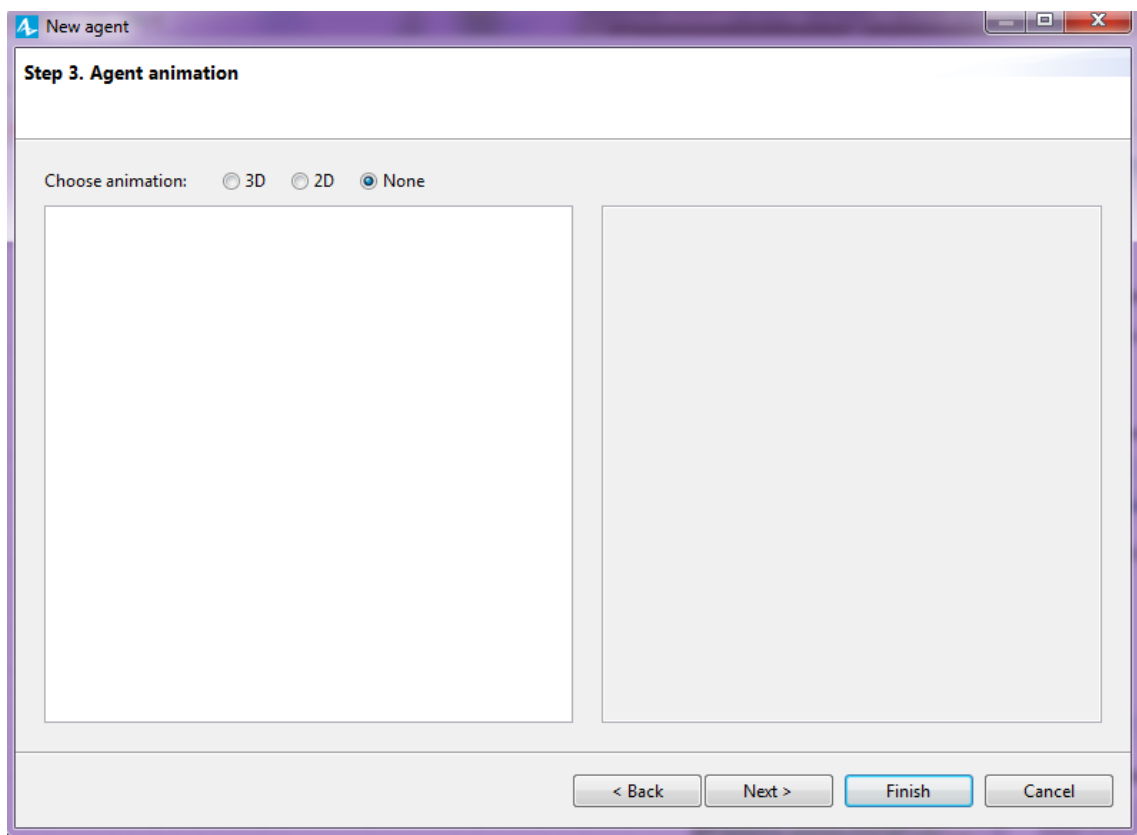 New agent
Step 3. Agent animation
Choose animation: 3D 2D None
< Back Next > Finish Cancel